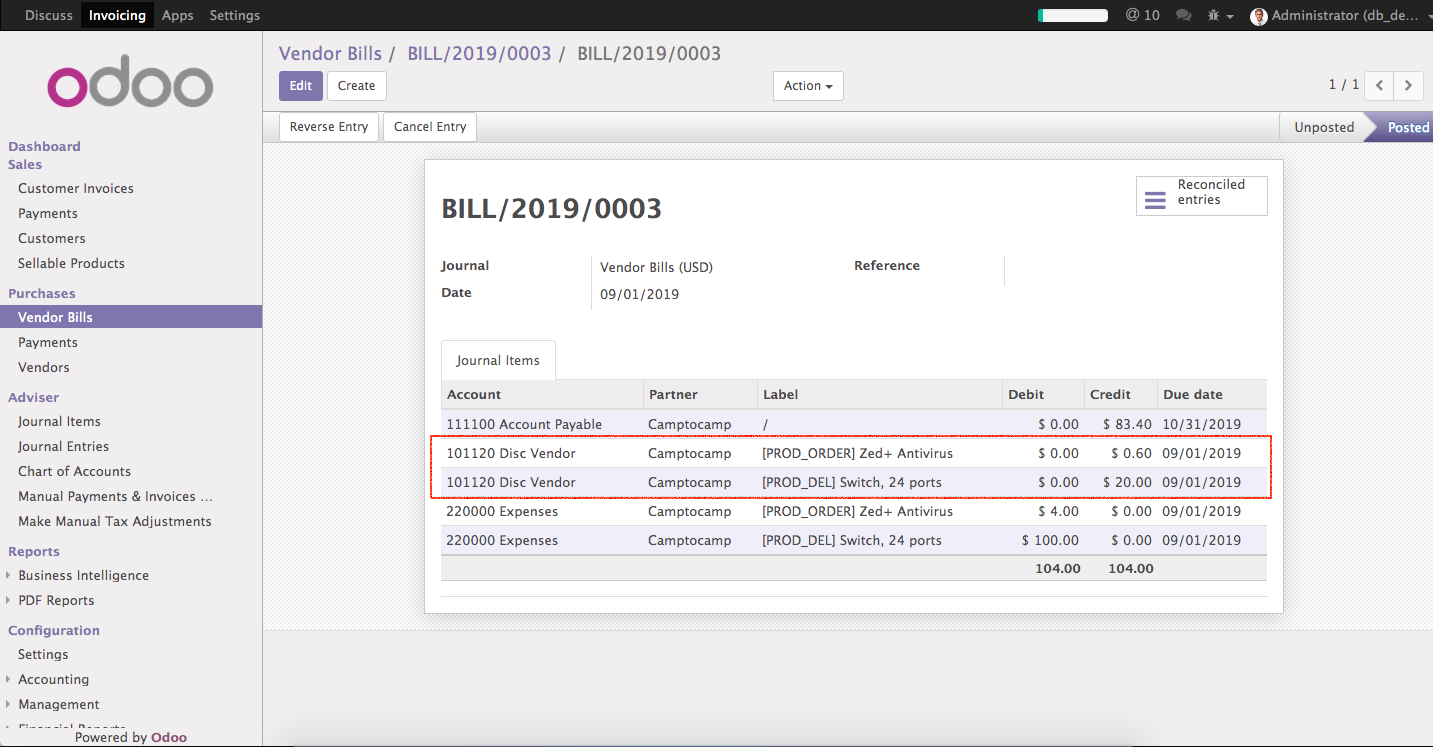 Discuss Invoicing Apps Settings @ 10 Administrator (db_de...
odoo
Dashboard
Sales
Customer Invoices
Payments
Customers
Sellable Products
Purchases
Vendor Bills
Payments
Vendors
Adviser
Journal Items
Journal Entries
Chart of Accounts
Manual Payments & Invoices ...
Make Manual Tax Adjustments
Reports
Business Intelligence
PDF Reports
Configuration
Settings
Accounting
Management
Financial Reports
Powered by Odoo
Vendor Bills / BILL/2019/0003 / BILL/2019/0003
Edit Create Action 1 / 1
Reverse Entry Cancel Entry Unposted Posted
Reconciled
entries
BILL/2019/0003
Journal Vendor Bills (USD) Reference
Date 09/01/2019
Journal Items
Account Partner Label Debit Credit Due date
111100 Account Payable Camptocamp / $ 0.00 $ 83.40 10/31/2019
101120 Disc Vendor Camptocamp [PROD_ORDER] Zed+ Antivirus $ 0.00 $ 0.60 09/01/2019
101120 Disc Vendor Camptocamp [PROD_DEL] Switch, 24 ports $ 0.00 $ 20.00 09/01/2019
220000 Expenses Camptocamp [PROD_ORDER] Zed+ Antivirus $ 4.00 $ 0.00 09/01/2019
220000 Expenses Camptocamp [PROD_DEL] Switch, 24 ports $ 100.00 $ 0.00 09/01/2019
104.00 104.00